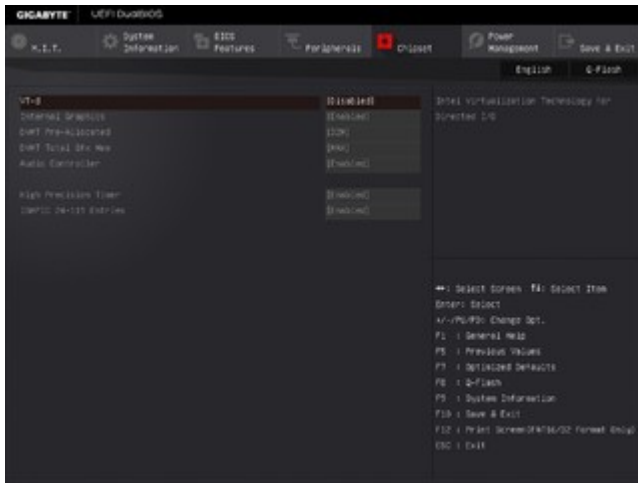 GIGABYTE UEFI DualBIOS
M.I.T. System Information BIOS Features Peripherals Chipset Power Management Save & Exit
English Q-Flash
VT-d [Disabled] Intel Virtualization Technology for
Internal Graphics [Enabled] Directed I/O
DVMT Pre-Allocated [32M]
DVMT Total Gfx Mem [MAX]
Audio Controller [Enabled]
High Precision Timer [Enabled]
IOAPIC 24-119 Entries [Enabled]
↔: Select Screen ↑↓: Select Item
Enter: Select
+/-/PU/PD: Change Opt.
F1 : General Help
F5 : Previous Values
F7 : Optimized Defaults
F8 : Q-Flash
F9 : System Information
F10 : Save & Exit
F12 : Print Screen(FAT16/32 Format Only)
ESC : Exit